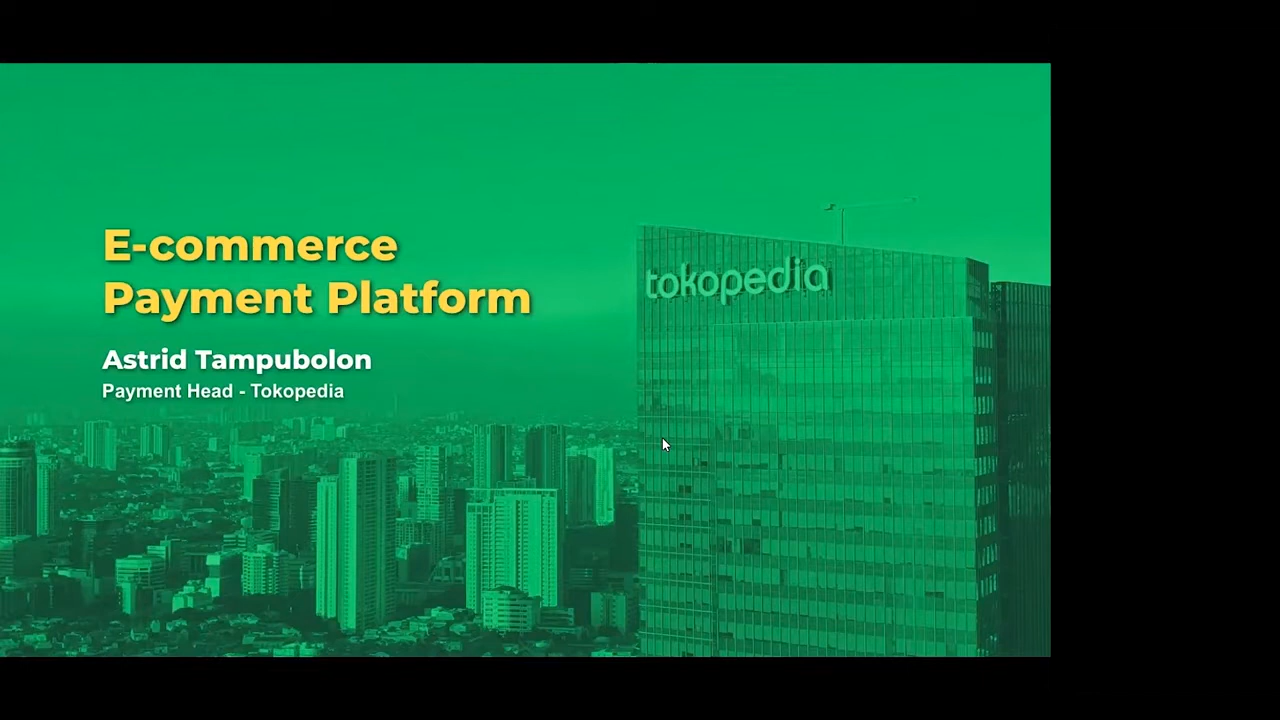 E-commerce
Payment Platform
Astrid Tampubolon
Payment Head - Tokopedia
tokopedia